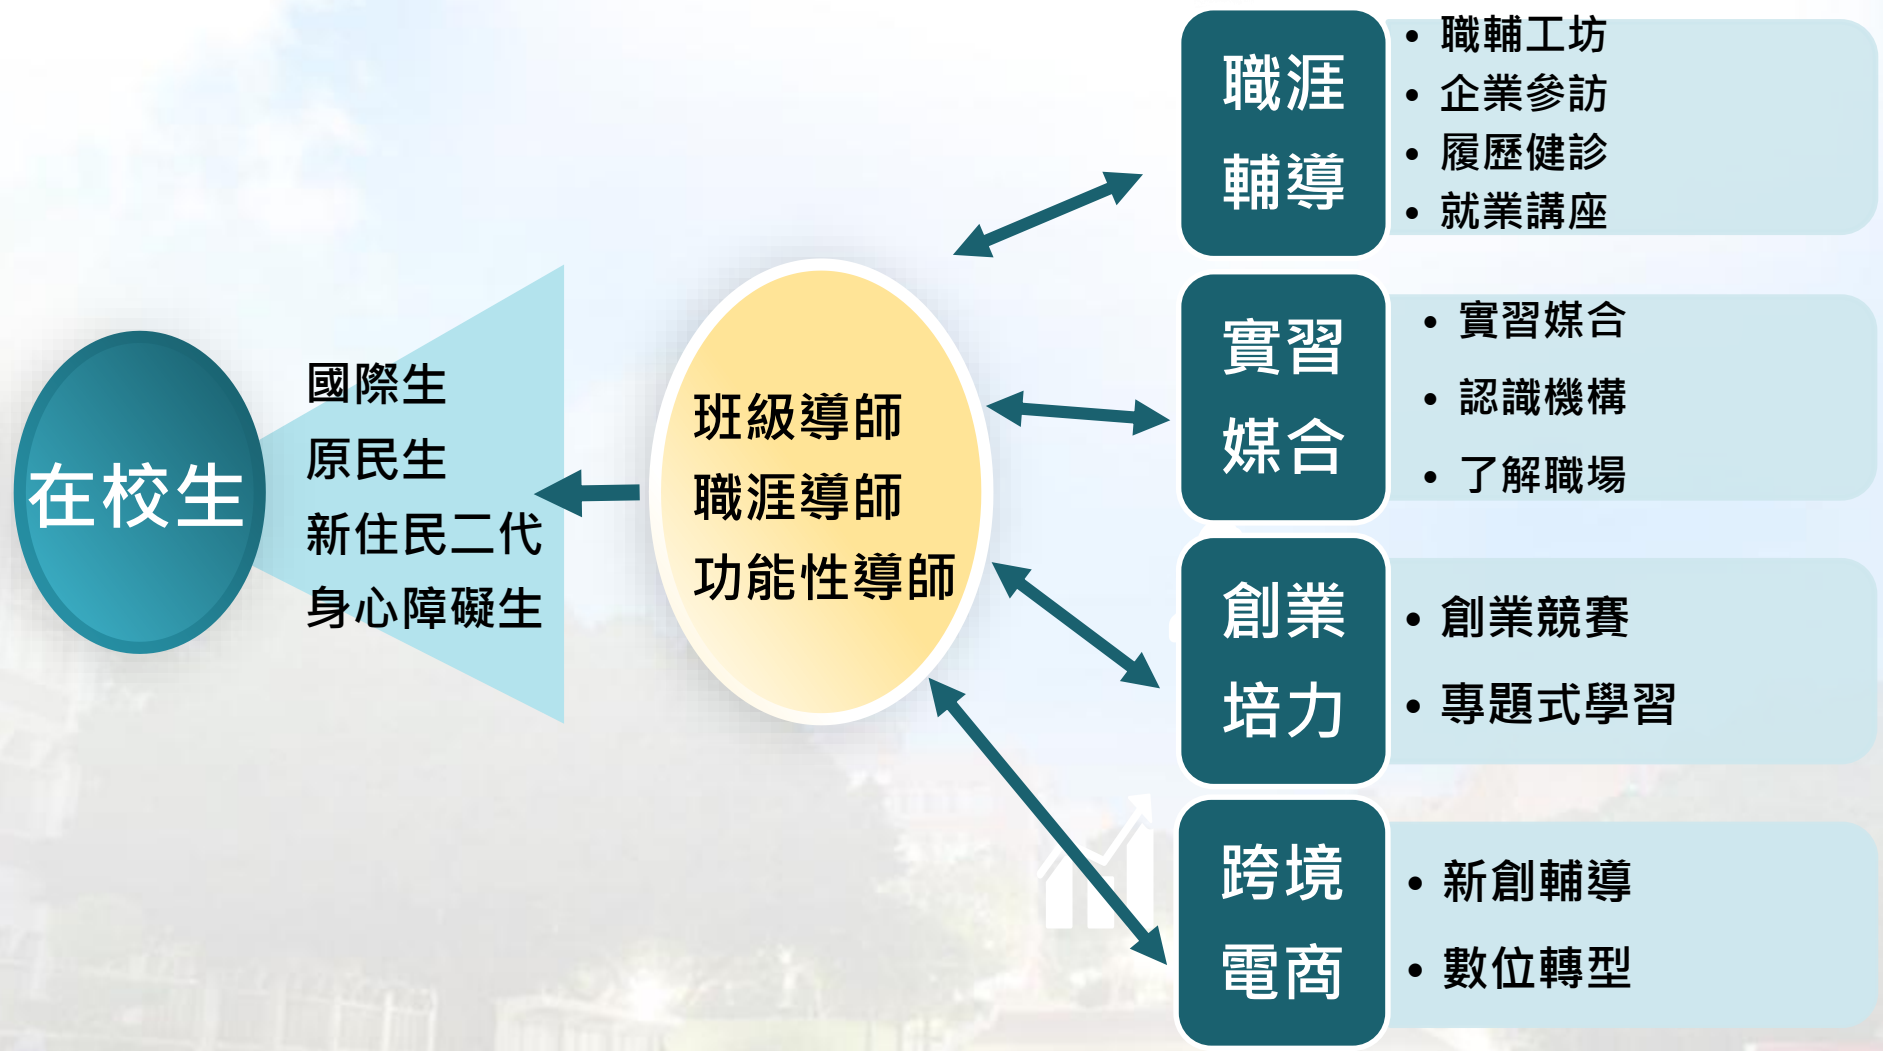 在校生
國際生
原民生
新住民二代
身心障礙生
班級導師
職涯導師
功能性導師
職涯
輔導
• 職輔工坊
• 企業參訪
• 履歷健診
• 就業講座
實習
媒合
• 實習媒合
• 認識機構
• 了解職場
創業
培力
• 創業競賽
• 專題式學習
跨境
電商
• 新創輔導
• 數位轉型